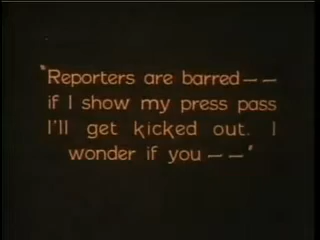 "Reporters are barred——
if I show my press pass
I'll get kicked out. I
wonder if you——"